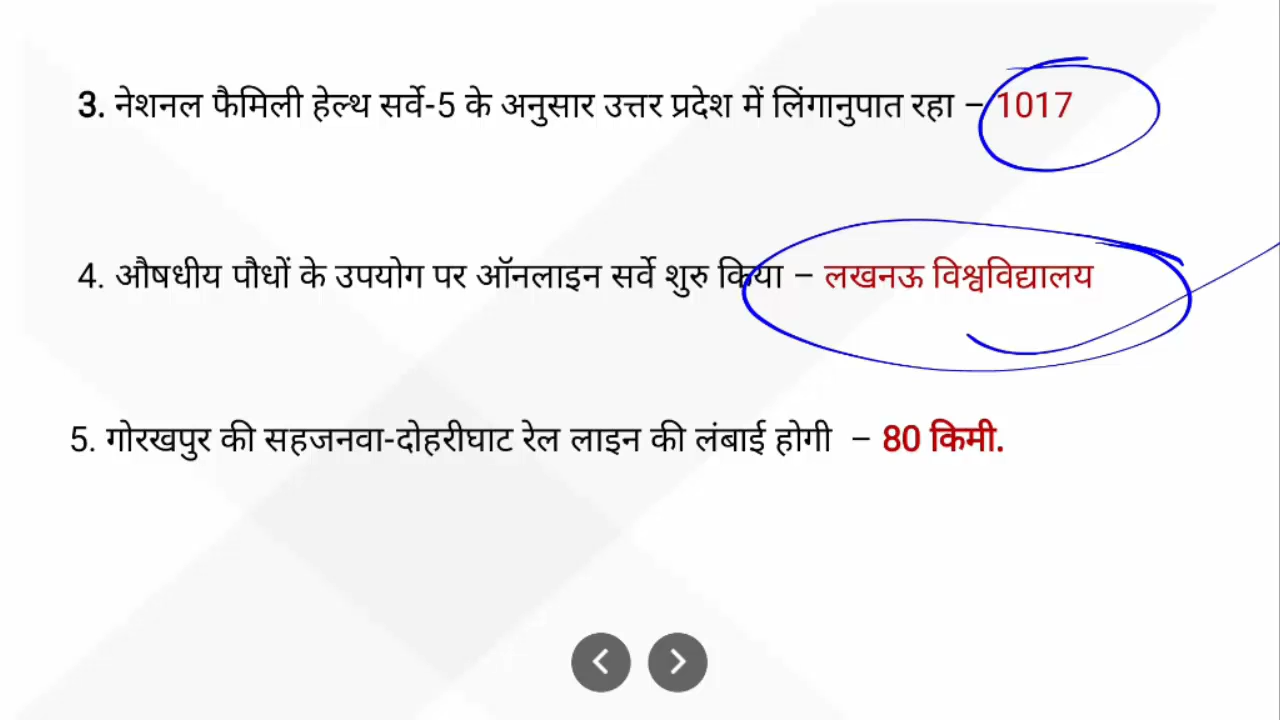 3. नेशनल फैमिली हेल्थ सर्वे-5 के अनुसार उत्तर प्रदेश में लिंगानुपात रहा – 1017
4. औषधीय पौधों के उपयोग पर ऑनलाइन सर्वे शुरु किया – लखनऊ विश्वविद्यालय
5. गोरखपुर की सहजनवा-दोहरीघाट रेल लाइन की लंबाई होगी – 80 किमी.